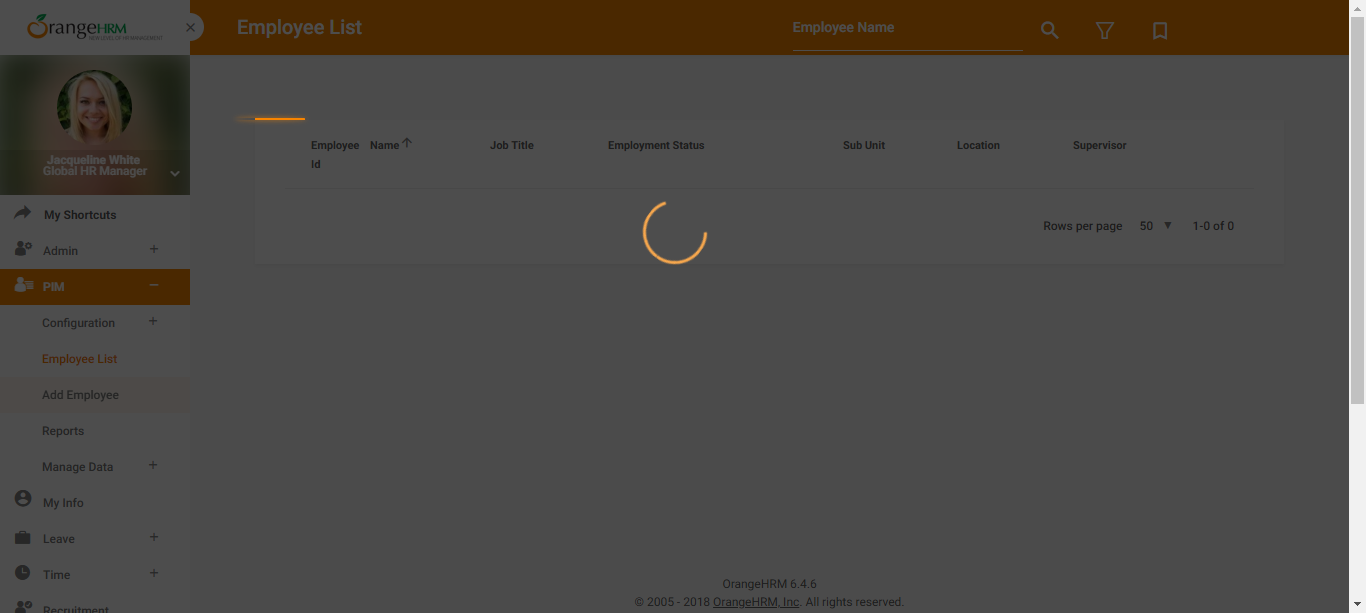 OrangeHRM
Employee List
Employee Name
Jacqueline White
Global HR Manager
My Shortcuts
Admin
PIM
Configuration
Employee List
Add Employee
Reports
Manage Data
My Info
Leave
Time
Recruitment
Employee Id
Name
Job Title
Employment Status
Sub Unit
Location
Supervisor
Rows per page 50 1-0 of 0
OrangeHRM 6.4.6
© 2005 - 2018 OrangeHRM, Inc. All rights reserved.